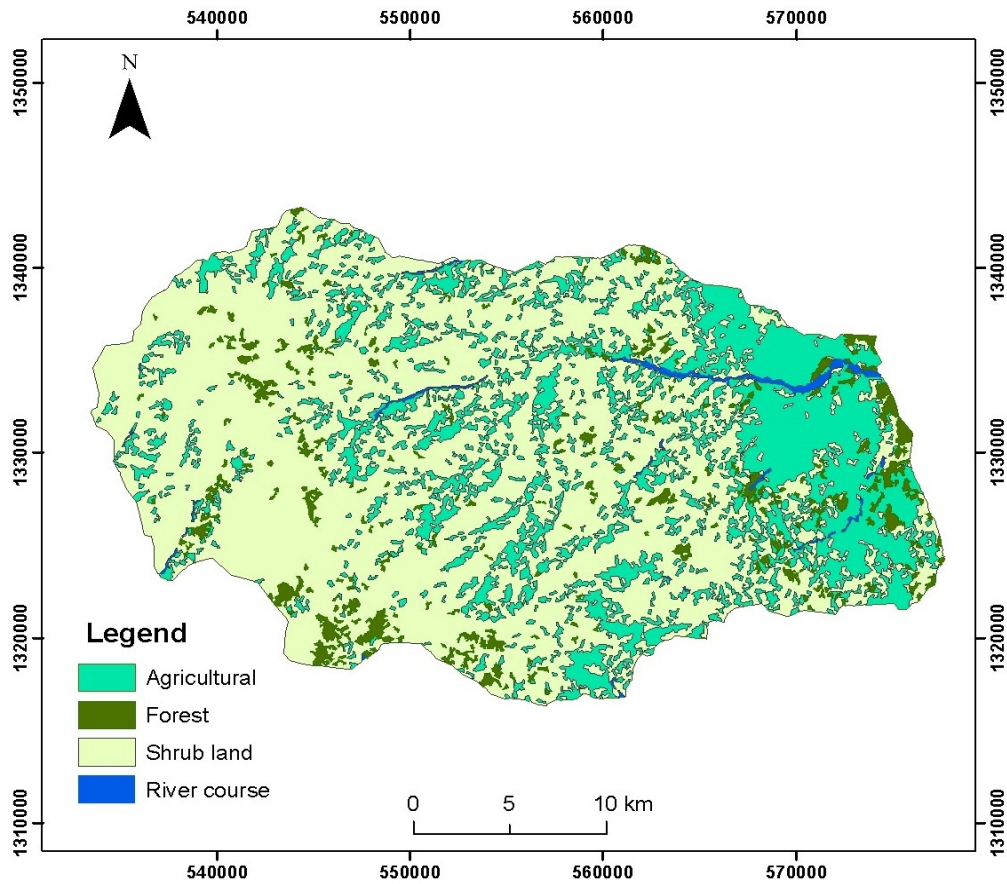 540000 550000 560000 570000
N
1350000 1350000
1340000 1340000
1330000 1330000
1320000 1320000
Legend
Agricultural
Forest
Shrub land
River course
0 5 10 km
1310000 1310000
540000 550000 560000 570000